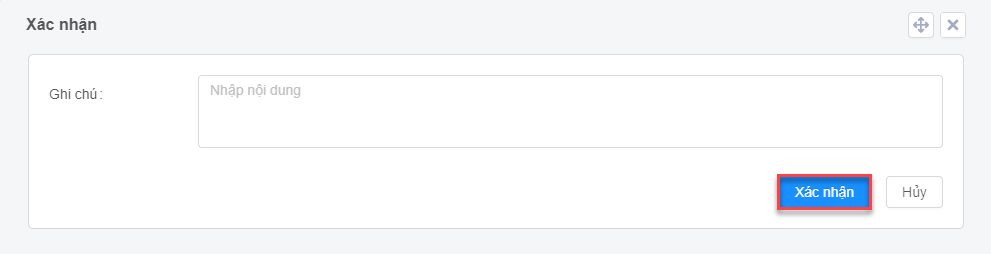 Xác nhận
Ghi chú :
Nhập nội dung
Xác nhận
Hủy